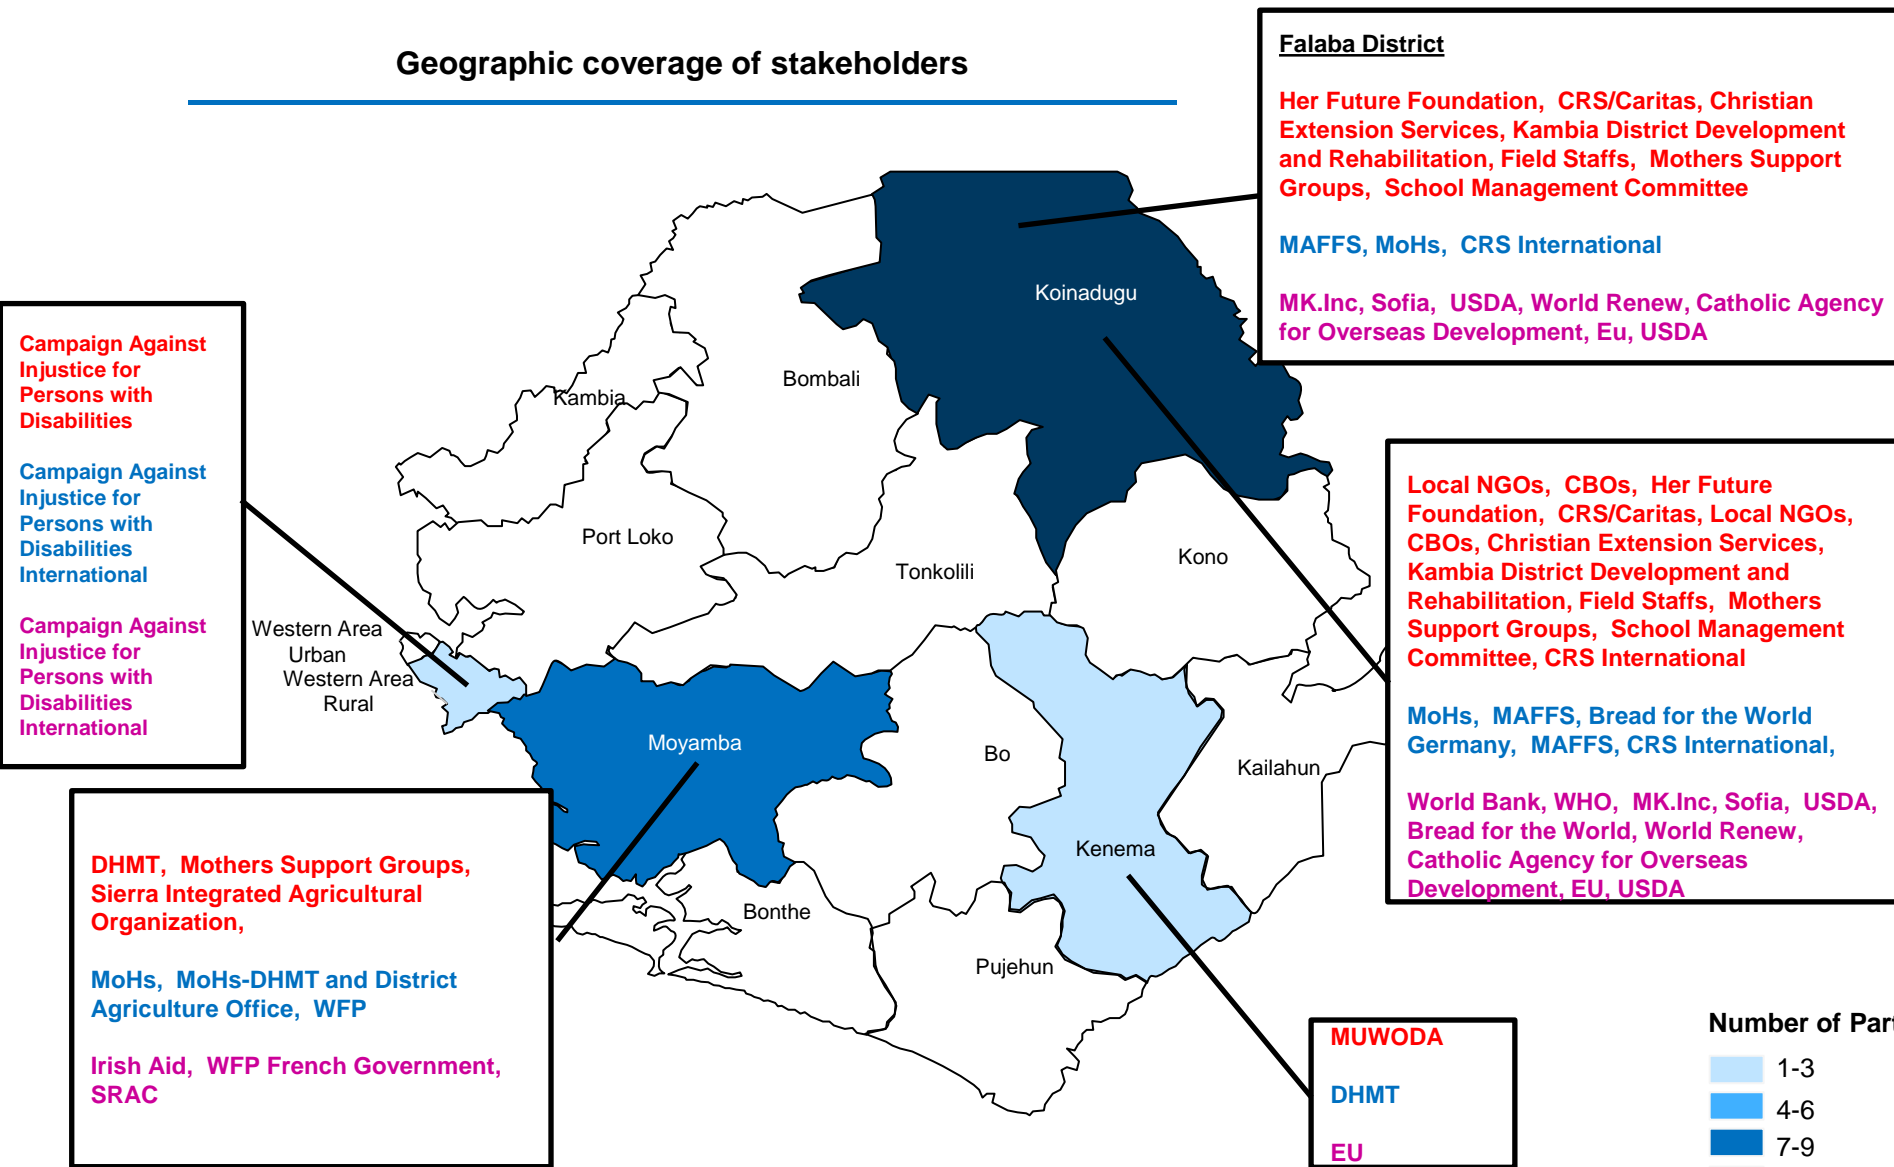 Geographic coverage of stakeholders
Falaba District
Her Future Foundation, CRS/Caritas, Christian
Extension Services, Kambia District Development
and Rehabilitation, Field Staffs, Mothers Support
Groups, School Management Committee
MAFFS, MoHs, CRS International
MK.Inc, Sofia, USDA, World Renew, Catholic Agency
for Overseas Development, Eu, USDA
Campaign Against
Injustice for
Persons with
Disabilities
Campaign Against
Injustice for
Persons with
Disabilities
International
Campaign Against
Injustice for
Persons with
Disabilities
International
Koinadugu
Bombali
Kambia
Port Loko
Tonkolili
Kono
Western Area
Urban
Western Area
Rural
Moyamba
Bo
Kailahun
Kenema
Bonthe
Pujehun
Local NGOs, CBOs, Her Future
Foundation, CRS/Caritas, Local NGOs,
CBOs, Christian Extension Services,
Kambia District Development and
Rehabilitation, Field Staffs, Mothers
Support Groups, School Management
Committee, CRS International
MoHs, MAFFS, Bread for the World
Germany, MAFFS, CRS International,
World Bank, WHO, MK.Inc, Sofia, USDA,
Bread for the World, World Renew,
Catholic Agency for Overseas
Development, EU, USDA
DHMT, Mothers Support Groups,
Sierra Integrated Agricultural
Organization,
MoHs, MoHs-DHMT and District
Agriculture Office, WFP
Irish Aid, WFP French Government,
SRAC
MUWODA
DHMT
EU
Number of Part
1-3
4-6
7-9